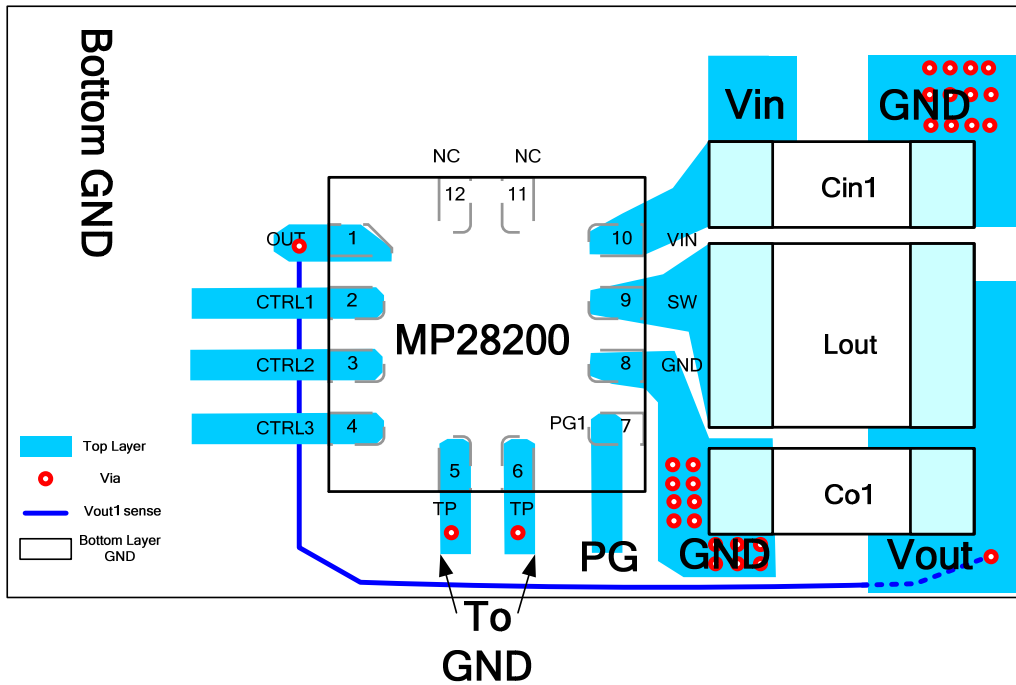 Bottom GND
Vin
GND
NC
NC
12
11
Cin1
OUT
1
10
VIN
CTRL1
2
9
SW
MP28200
Lout
CTRL2
3
8
GND
CTRL3
4
PG1
7
Top Layer
5
6
Via
Co1
TP
TP
Vout1 sense
Bottom Layer
GND
PG
GND
Vout
To
GND